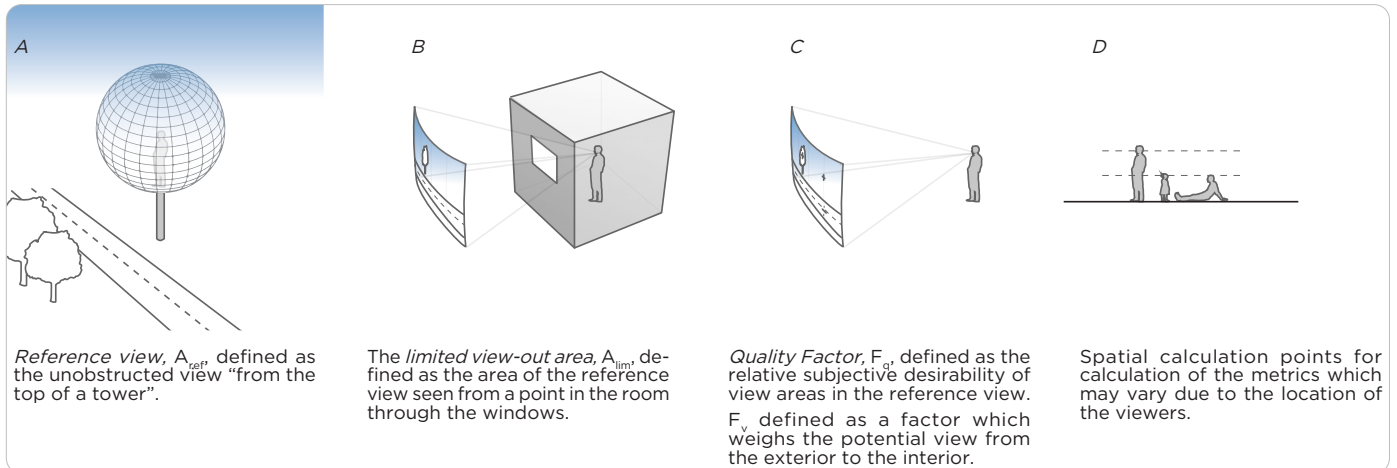 A
B
C
D
Reference view, Aref, defined as
the unobstructed view “from the
top of a tower”.
The limited view-out area, Alim, de-
fined as the area of the reference
view seen from a point in the room
through the windows.
Quality Factor, Fq, defined as the
relative subjective desirability of
view areas in the reference view.
Fv defined as a factor which
weighs the potential view from
the exterior to the interior.
Spatial calculation points for
calculation of the metrics which
may vary due to the location of
the viewers.